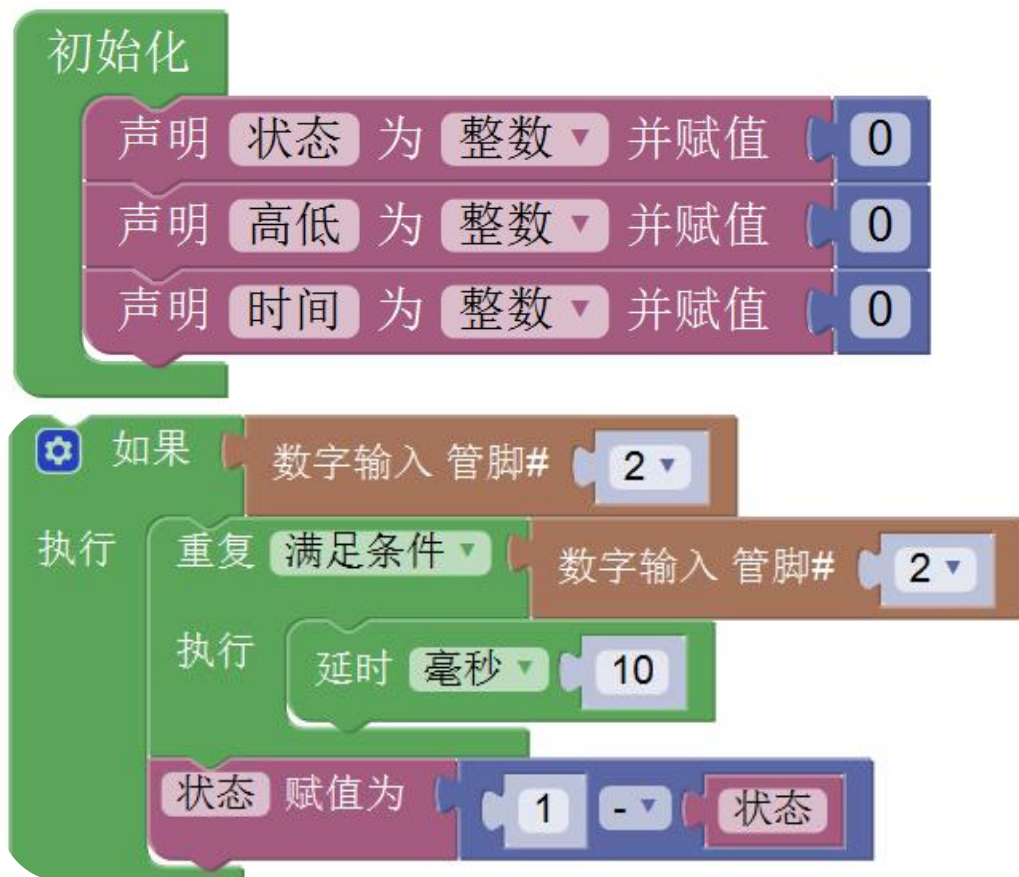 初始化
声明 状态 为 整数 并赋值 0
声明 高低 为 整数 并赋值 0
声明 时间 为 整数 并赋值 0
如果 数字输入 管脚# 2
执行 重复 满足条件 数字输入 管脚# 2
执行 延时 毫秒 10
状态 赋值为 1 - 状态